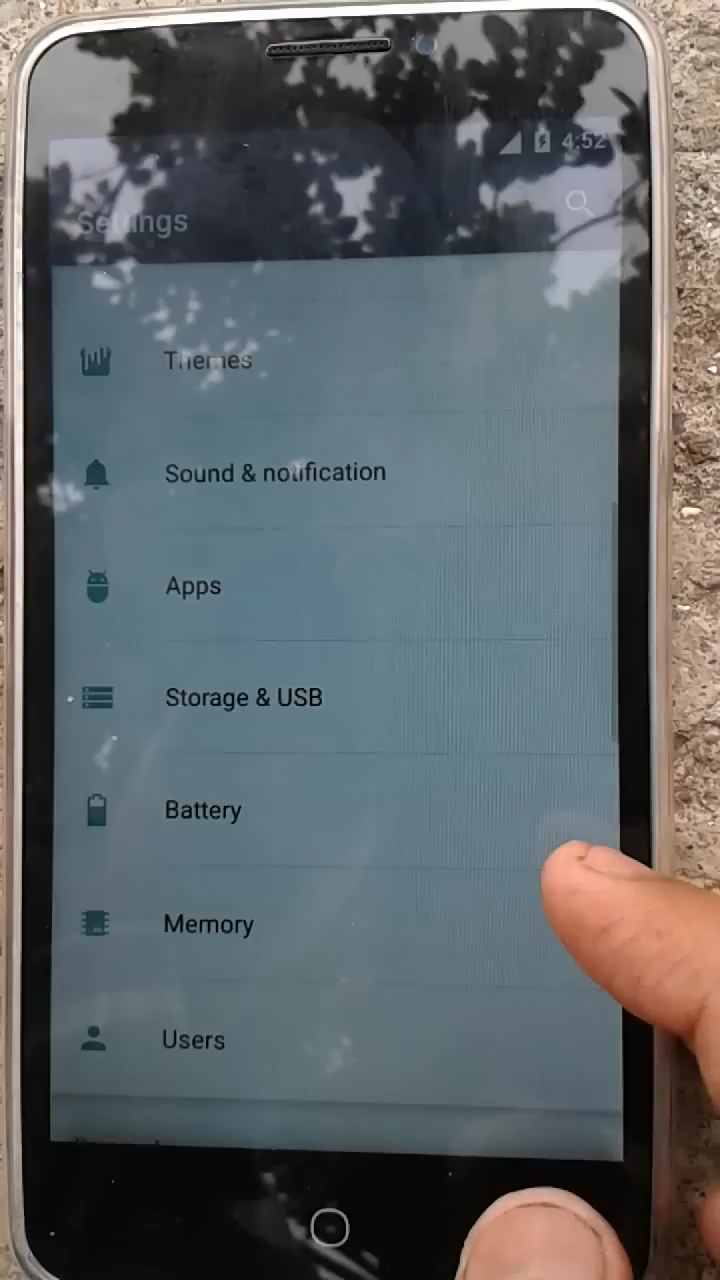 4:52
Settings
Themes
Sound & notification
Apps
Storage & USB
Battery
Memory
Users